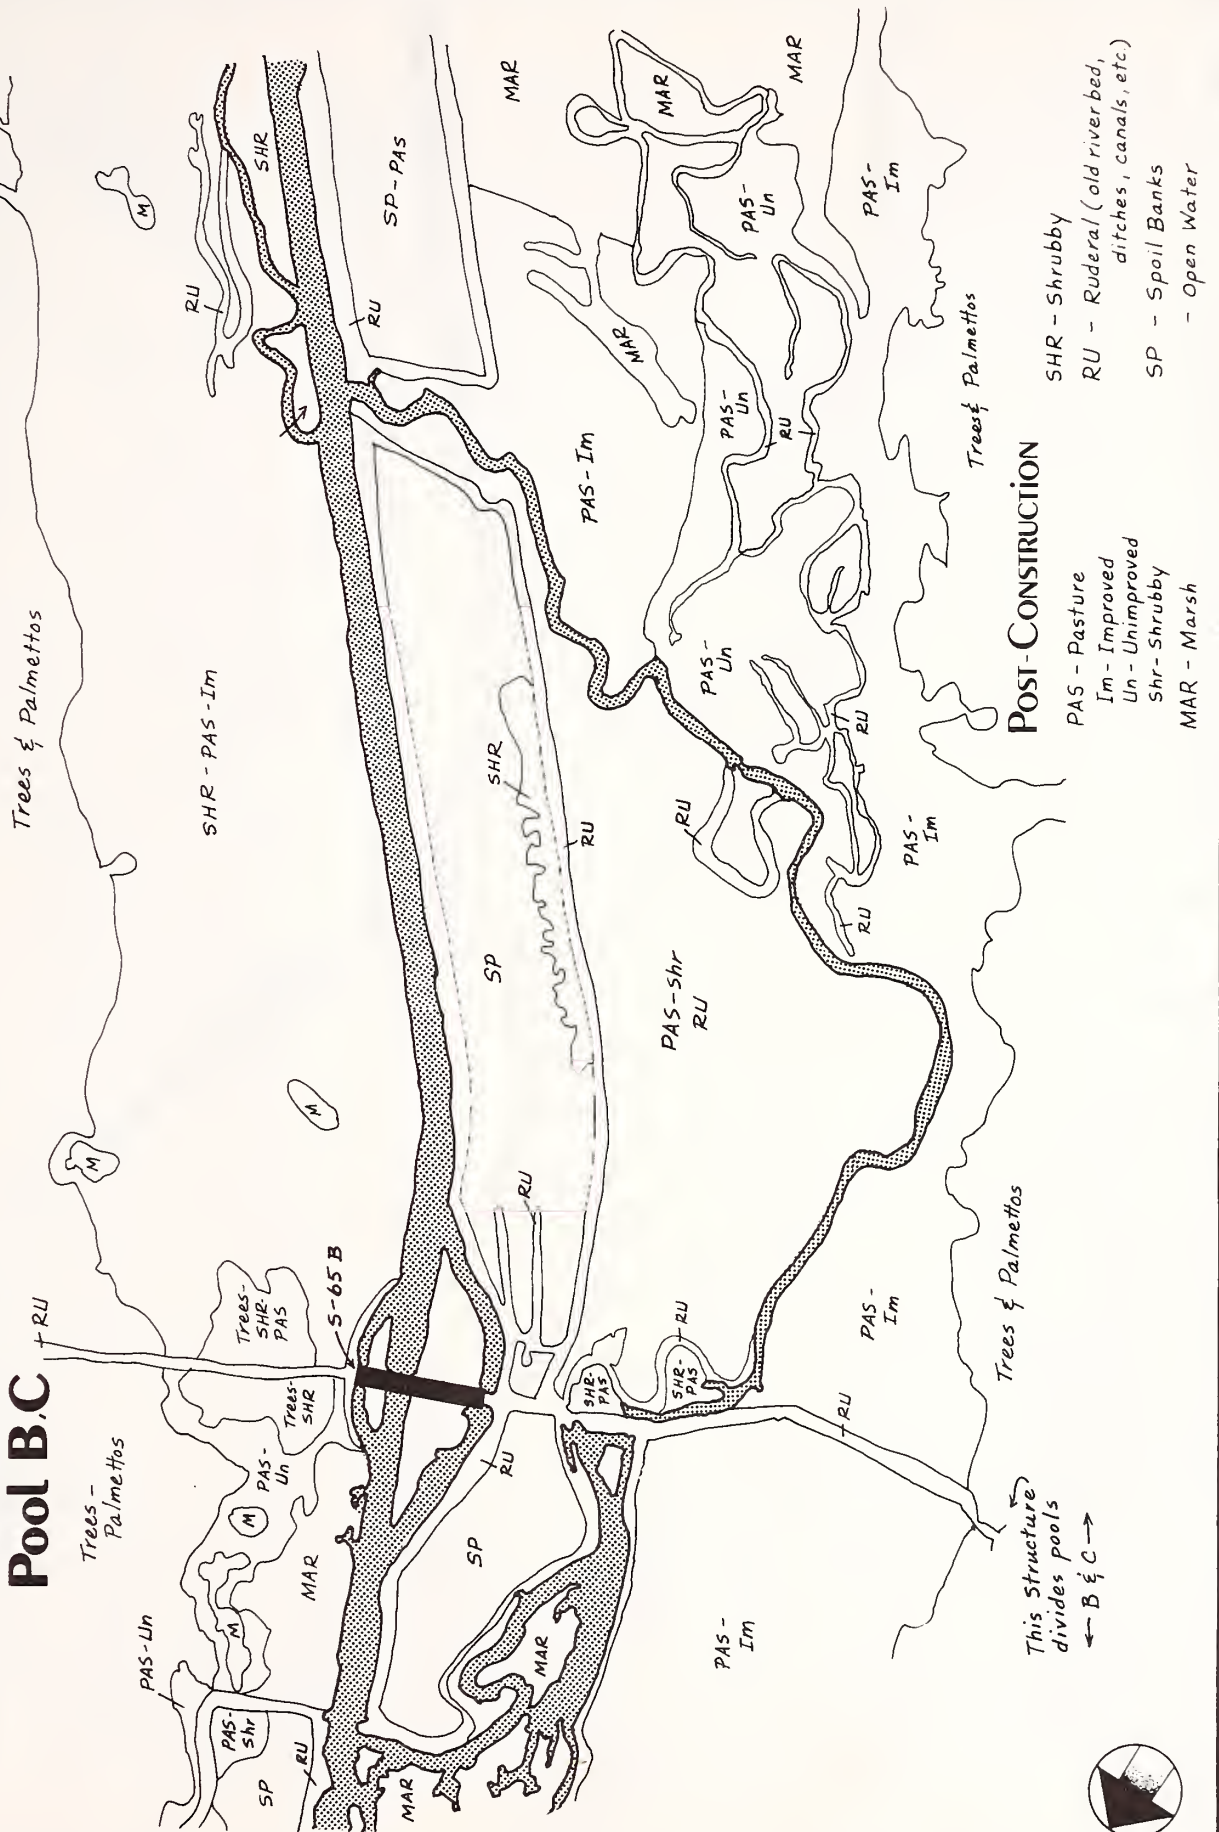 Pool B.C
Trees & Palmettos
Trees -
Palmettos
RU
PAS-Un
PAS-
Shr
SP
RU
M
M
PAS-
Un
MAR
Trees-
SHR
Trees-
SHR-
PAS
S-65 B
M
M
SHR-PAS-Im
M
RU
SHR
RU
SP-PAS
MAR
MAR
MAR
MAR
SP
RU
RU
SP
SHR
RU
PAS-Im
MAR
PAS-
Un
PAS-
Im
PAS-
Un
RU
PAS-
Un
RU
RU
RU
PAS-
Im
PAS-Shr
RU
SHR-
PAS
SHR-
PAS
RU
MAR
MAR
PAS-
Im
PAS-
Im
RU
Trees & Palmettos
Trees & Palmettos
This Structure
divides pools
← B & C →
POST-CONSTRUCTION
PAS - Pasture
Im - Improved
Un - Unimproved
Shr - Shrubby
MAR - Marsh
SHR - Shrubby
RU - Ruderal (old riverbed,
ditches, canals, etc.)
SP - Spoil Banks
- Open Water